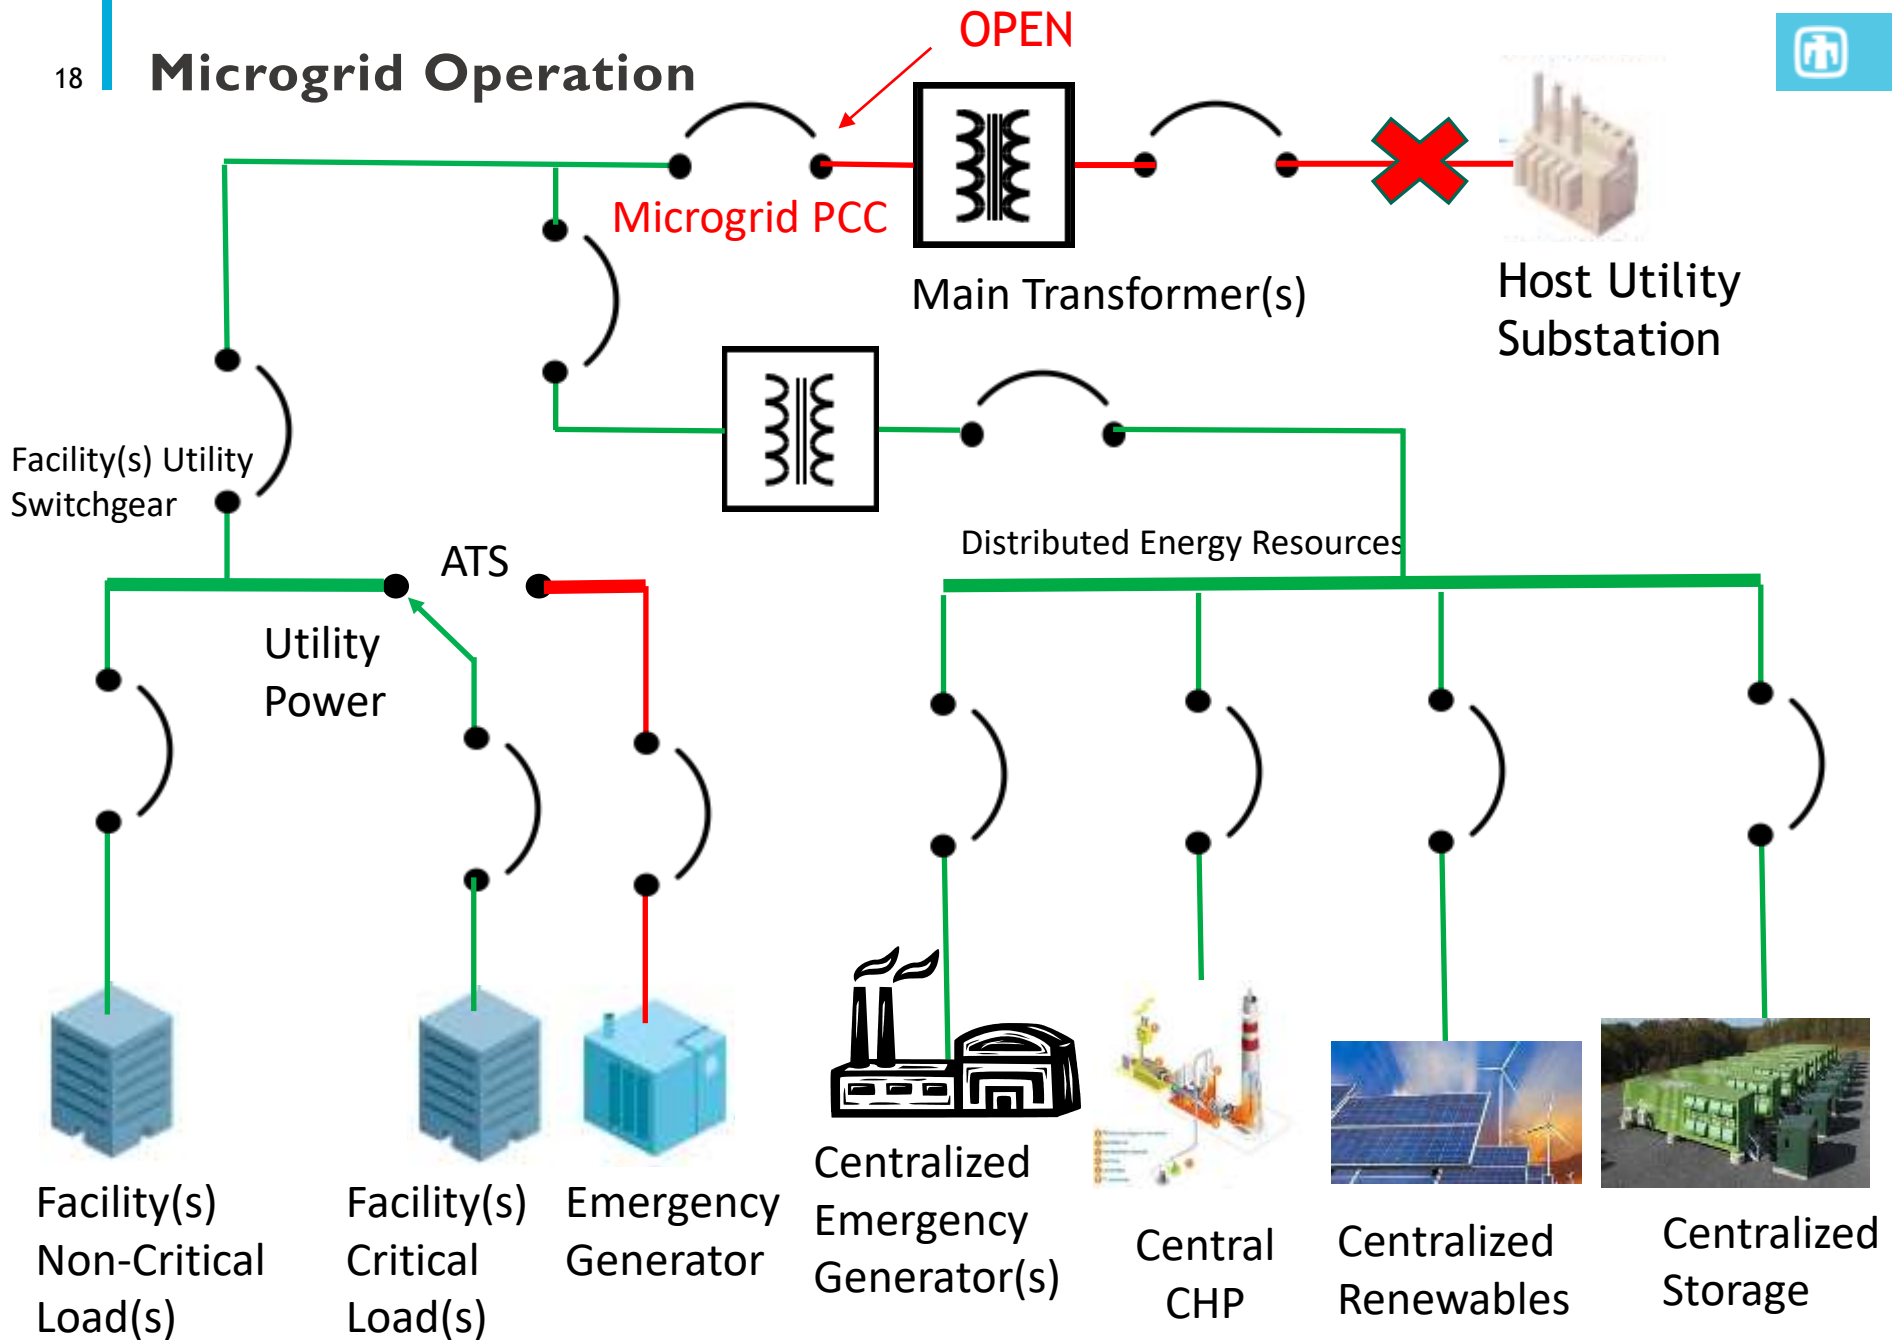 18
Microgrid Operation
OPEN
Microgrid PCC
Main Transformer(s)
Host Utility
Substation
Facility(s) Utility
Switchgear
ATS
Utility
Power
Distributed Energy Resources
Facility(s)
Non-Critical
Load(s)
Facility(s)
Critical
Load(s)
Emergency
Generator
Centralized
Emergency
Generator(s)
Central
CHP
Centralized
Renewables
Centralized
Storage